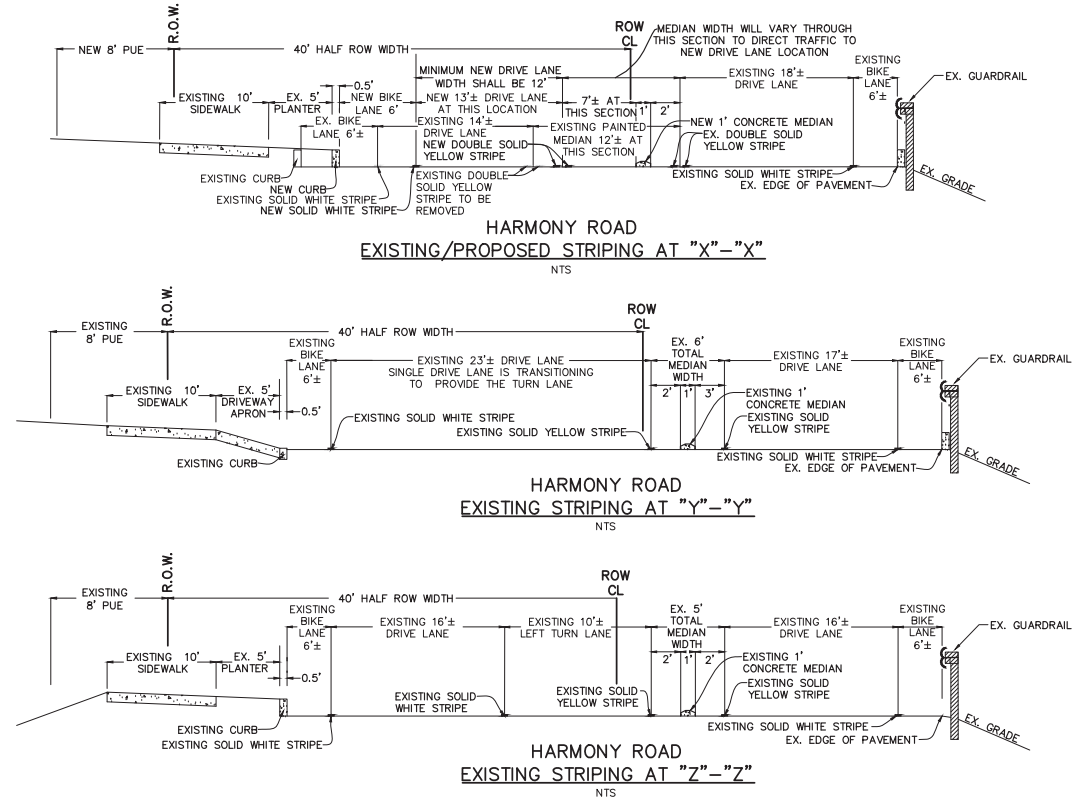 R.O.W.
ROW
CL
MEDIAN WIDTH WILL VARY THROUGH
THIS SECTION TO DIRECT TRAFFIC TO
NEW DRIVE LANE LOCATION
NEW 8' PUE
40' HALF ROW WIDTH
EXISTING
BIKE
LANE
6'±
MINIMUM NEW DRIVE LANE
WIDTH SHALL BE 12'
EXISTING 18'±
DRIVE LANE
EX. GUARDRAIL
0.5'
EXISTING 10'
SIDEWALK
EX. 5'
PLANTER
NEW BIKE
LANE 6'
NEW 13'± DRIVE LANE
AT THIS LOCATION
7'± AT
THIS SECTION
1'
2'
EX. BIKE
LANE 6'±
EXISTING 14'±
DRIVE LANE
EXISTING PAINTED
MEDIAN 12'± AT
THIS SECTION
NEW 1' CONCRETE MEDIAN
EX. DOUBLE SOLID
YELLOW STRIPE
NEW DOUBLE SOLID
YELLOW STRIPE
EXISTING CURB
NEW CURB
EXISTING SOLID WHITE STRIPE
NEW SOLID WHITE STRIPE
EXISTING DOUBLE
SOLID YELLOW
STRIPE TO BE
REMOVED
EXISTING SOLID WHITE STRIPE
EX. EDGE OF PAVEMENT
EX. GRADE
HARMONY ROAD
EXISTING/PROPOSED STRIPING AT "X"-"X"
NTS
R.O.W.
ROW
CL
EXISTING
8' PUE
40' HALF ROW WIDTH
EXISTING
BIKE
LANE
6'±
EXISTING 23'± DRIVE LANE
SINGLE DRIVE LANE IS TRANSITIONING
TO PROVIDE THE TURN LANE
EX. 6'
TOTAL
MEDIAN
WIDTH
EXISTING 17'±
DRIVE LANE
EXISTING
BIKE
LANE
6'±
EX. GUARDRAIL
EXISTING 10'
SIDEWALK
EX. 5'
DRIVEWAY
APRON
0.5'
2'
1'
3'
EXISTING 1'
CONCRETE MEDIAN
EXISTING SOLID WHITE STRIPE
EXISTING SOLID YELLOW STRIPE
EXISTING SOLID
YELLOW STRIPE
EXISTING CURB
EXISTING SOLID WHITE STRIPE
EX. EDGE OF PAVEMENT
EX. GRADE
HARMONY ROAD
EXISTING STRIPING AT "Y"-"Y"
NTS
R.O.W.
ROW
CL
EXISTING
8' PUE
40' HALF ROW WIDTH
EXISTING
BIKE
LANE
6'±
EXISTING 16'±
DRIVE LANE
EXISTING 10'±
LEFT TURN LANE
EX. 5'
TOTAL
MEDIAN
WIDTH
EXISTING 16'±
DRIVE LANE
EXISTING
BIKE
LANE
6'±
EX. GUARDRAIL
EXISTING 10'
SIDEWALK
EX. 5'
PLANTER
0.5'
2'
1'
2'
EXISTING 1'
CONCRETE MEDIAN
EXISTING SOLID
WHITE STRIPE
EXISTING SOLID
YELLOW STRIPE
EXISTING SOLID
YELLOW STRIPE
EXISTING CURB
EXISTING SOLID WHITE STRIPE
EXISTING SOLID WHITE STRIPE
EX. EDGE OF PAVEMENT
EX. GRADE
HARMONY ROAD
EXISTING STRIPING AT "Z"-"Z"
NTS